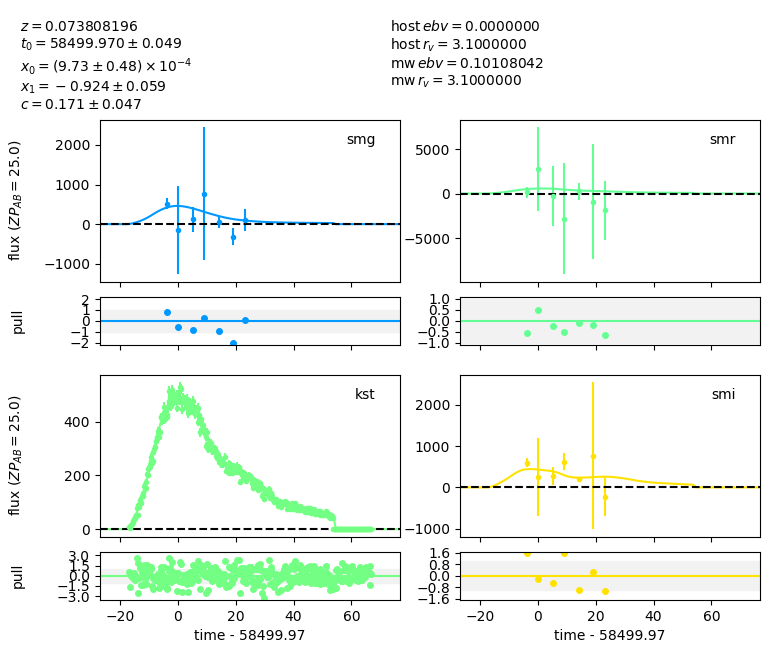 z = 0.073808196
t₀ = 58499.970 ± 0.049
x₀ = (9.73 ± 0.48) × 10⁻⁴
x₁ = − 0.924 ± 0.059
c = 0.171 ± 0.047
host ebv = 0.0000000
host r_v = 3.1000000
mw ebv = 0.10108042
mw r_v = 3.1000000
smg
flux (ZP_AB = 25.0)
2000
1000
0
−1000
smr
5000
0
−5000
pull
2
1
0
−1
−2
1.0
0.5
0.0
−0.5
−1.0
kst
flux (ZP_AB = 25.0)
400
200
0
smi
2000
1000
0
−1000
pull
3.0
1.5
0.0
−1.5
−3.0
−20 0 20 40 60
time - 58499.97
1.6
0.8
0.0
−0.8
−1.6
−20 0 20 40 60
time - 58499.97